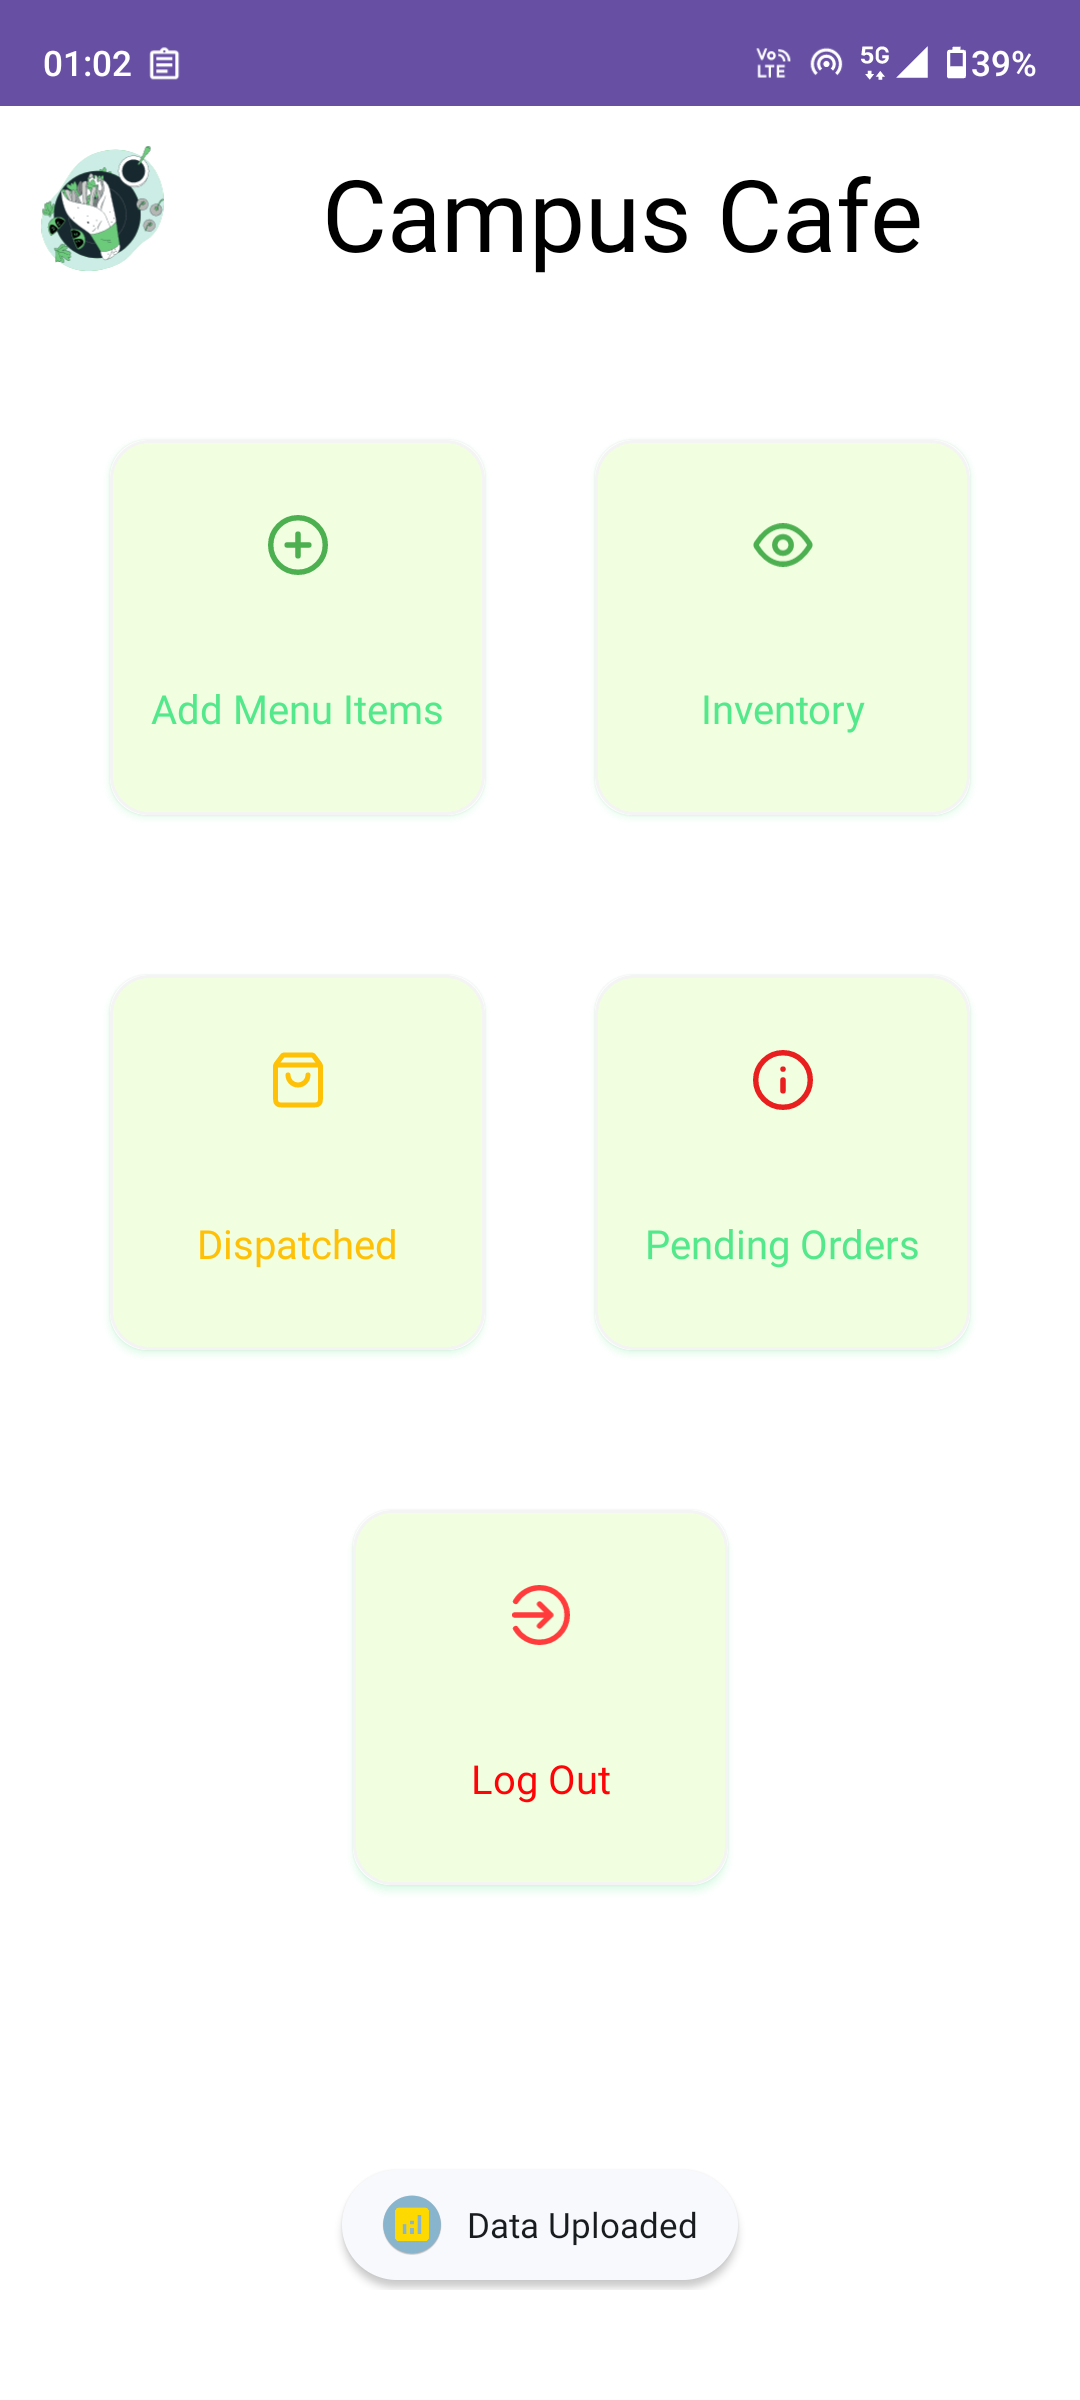 01:02 Vo LTE 5G 39%
Campus Cafe
Add Menu Items
Inventory
Dispatched
Pending Orders
Log Out
Data Uploaded